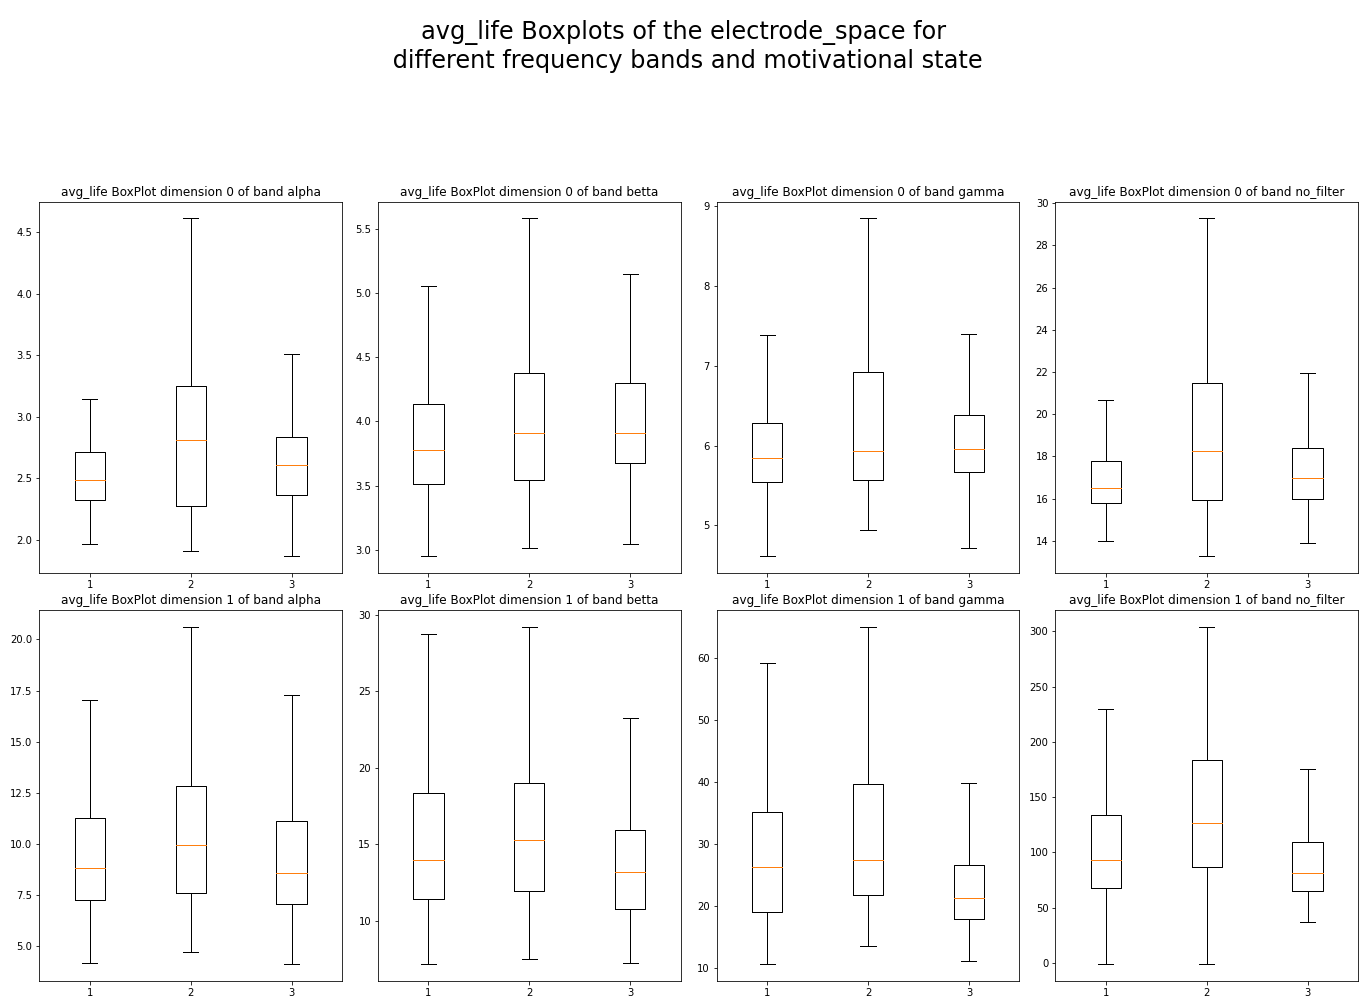 avg_life Boxplots of the electrode_space for
different frequency bands and motivational state
avg_life BoxPlot dimension 0 of band alpha
4.5
4.0
3.5
3.0
2.5
2.0
1 2 3
avg_life BoxPlot dimension 0 of band betta
5.5
5.0
4.5
4.0
3.5
3.0
1 2 3
avg_life BoxPlot dimension 0 of band gamma
9
8
7
6
5
1 2 3
avg_life BoxPlot dimension 0 of band no_filter
30
28
26
24
22
20
18
16
14
1 2 3
avg_life BoxPlot dimension 1 of band alpha
20.0
17.5
15.0
12.5
10.0
7.5
5.0
1 2 3
avg_life BoxPlot dimension 1 of band betta
30
25
20
15
10
1 2 3
avg_life BoxPlot dimension 1 of band gamma
60
50
40
30
20
10
1 2 3
avg_life BoxPlot dimension 1 of band no_filter
300
250
200
150
100
50
0
1 2 3